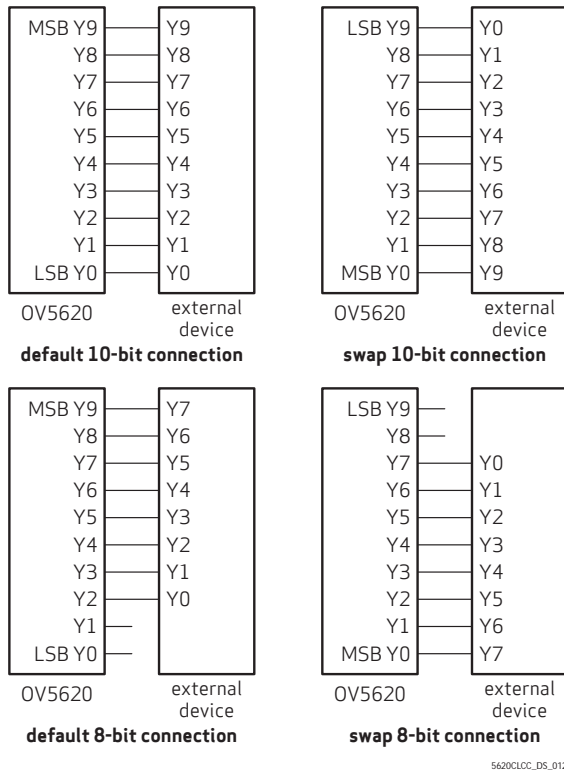 MSB Y9 Y9
Y8 Y8
Y7 Y7
Y6 Y6
Y5 Y5
Y4 Y4
Y3 Y3
Y2 Y2
Y1 Y1
LSB Y0 Y0
OV5620 external
device
default 10-bit connection
LSB Y9 Y0
Y8 Y1
Y7 Y2
Y6 Y3
Y5 Y4
Y4 Y5
Y3 Y6
Y2 Y7
Y1 Y8
MSB Y0 Y9
OV5620 external
device
swap 10-bit connection
MSB Y9 Y7
Y8 Y6
Y7 Y5
Y6 Y4
Y5 Y3
Y4 Y2
Y3 Y1
Y2 Y0
Y1
LSB Y0
OV5620 external
device
default 8-bit connection
LSB Y9
Y8
Y7 Y0
Y6 Y1
Y5 Y2
Y4 Y3
Y3 Y4
Y2 Y5
Y1 Y6
MSB Y0 Y7
OV5620 external
device
swap 8-bit connection
5620CLCC_DS_012